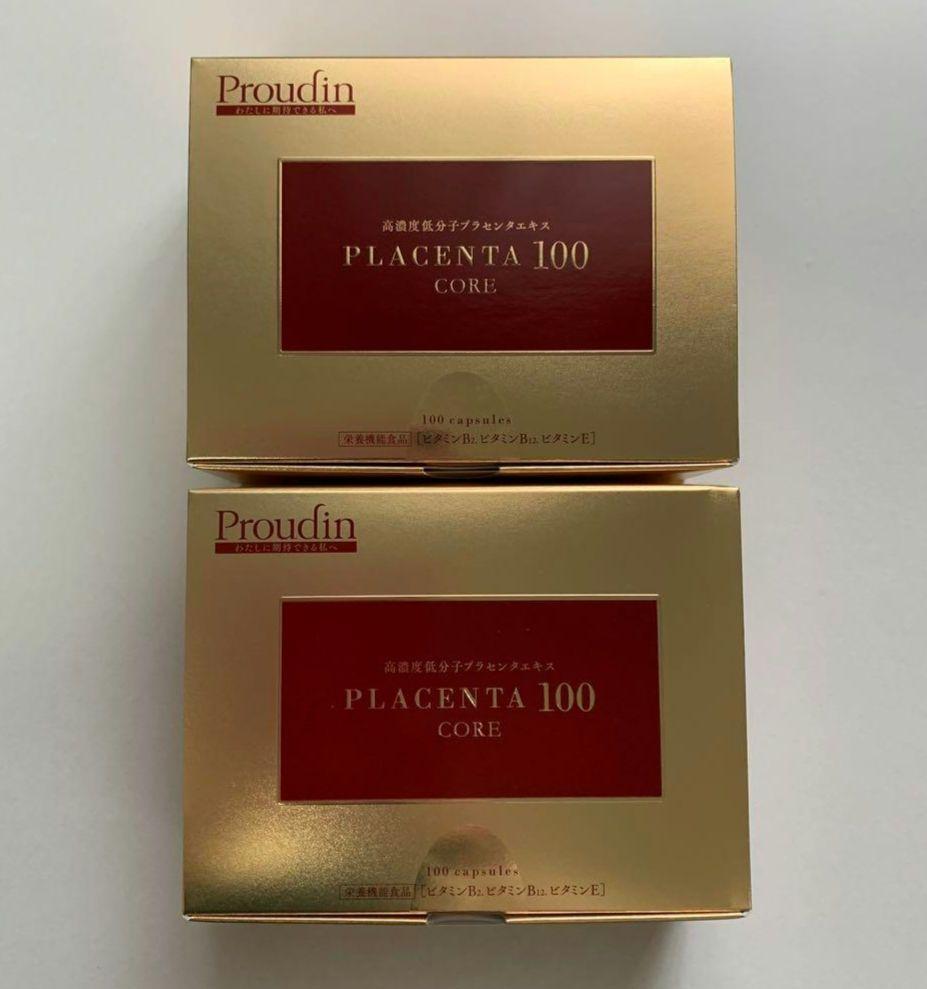 Proudin
わたしに期待できる私へ
高濃度低分子プラセンタエキス
PLACENTA 100
CORE
100 capsules
栄養機能食品 [ビタミンB2. ビタミンB12. ビタミンE]
Proudin
わたしに期待できる私へ
高濃度低分子プラセンタエキス
PLACENTA 100
CORE
100 capsules
栄養機能食品 [ビタミンB2. ビタミンB12. ビタミンE]